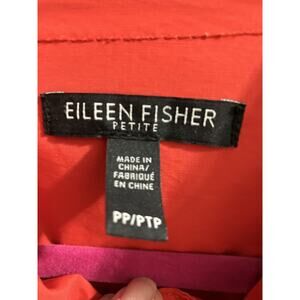 EILEEN FISHER
PETITE
MADE IN
CHINA/
FABRIQUÉ
EN CHINE
PP/PTP